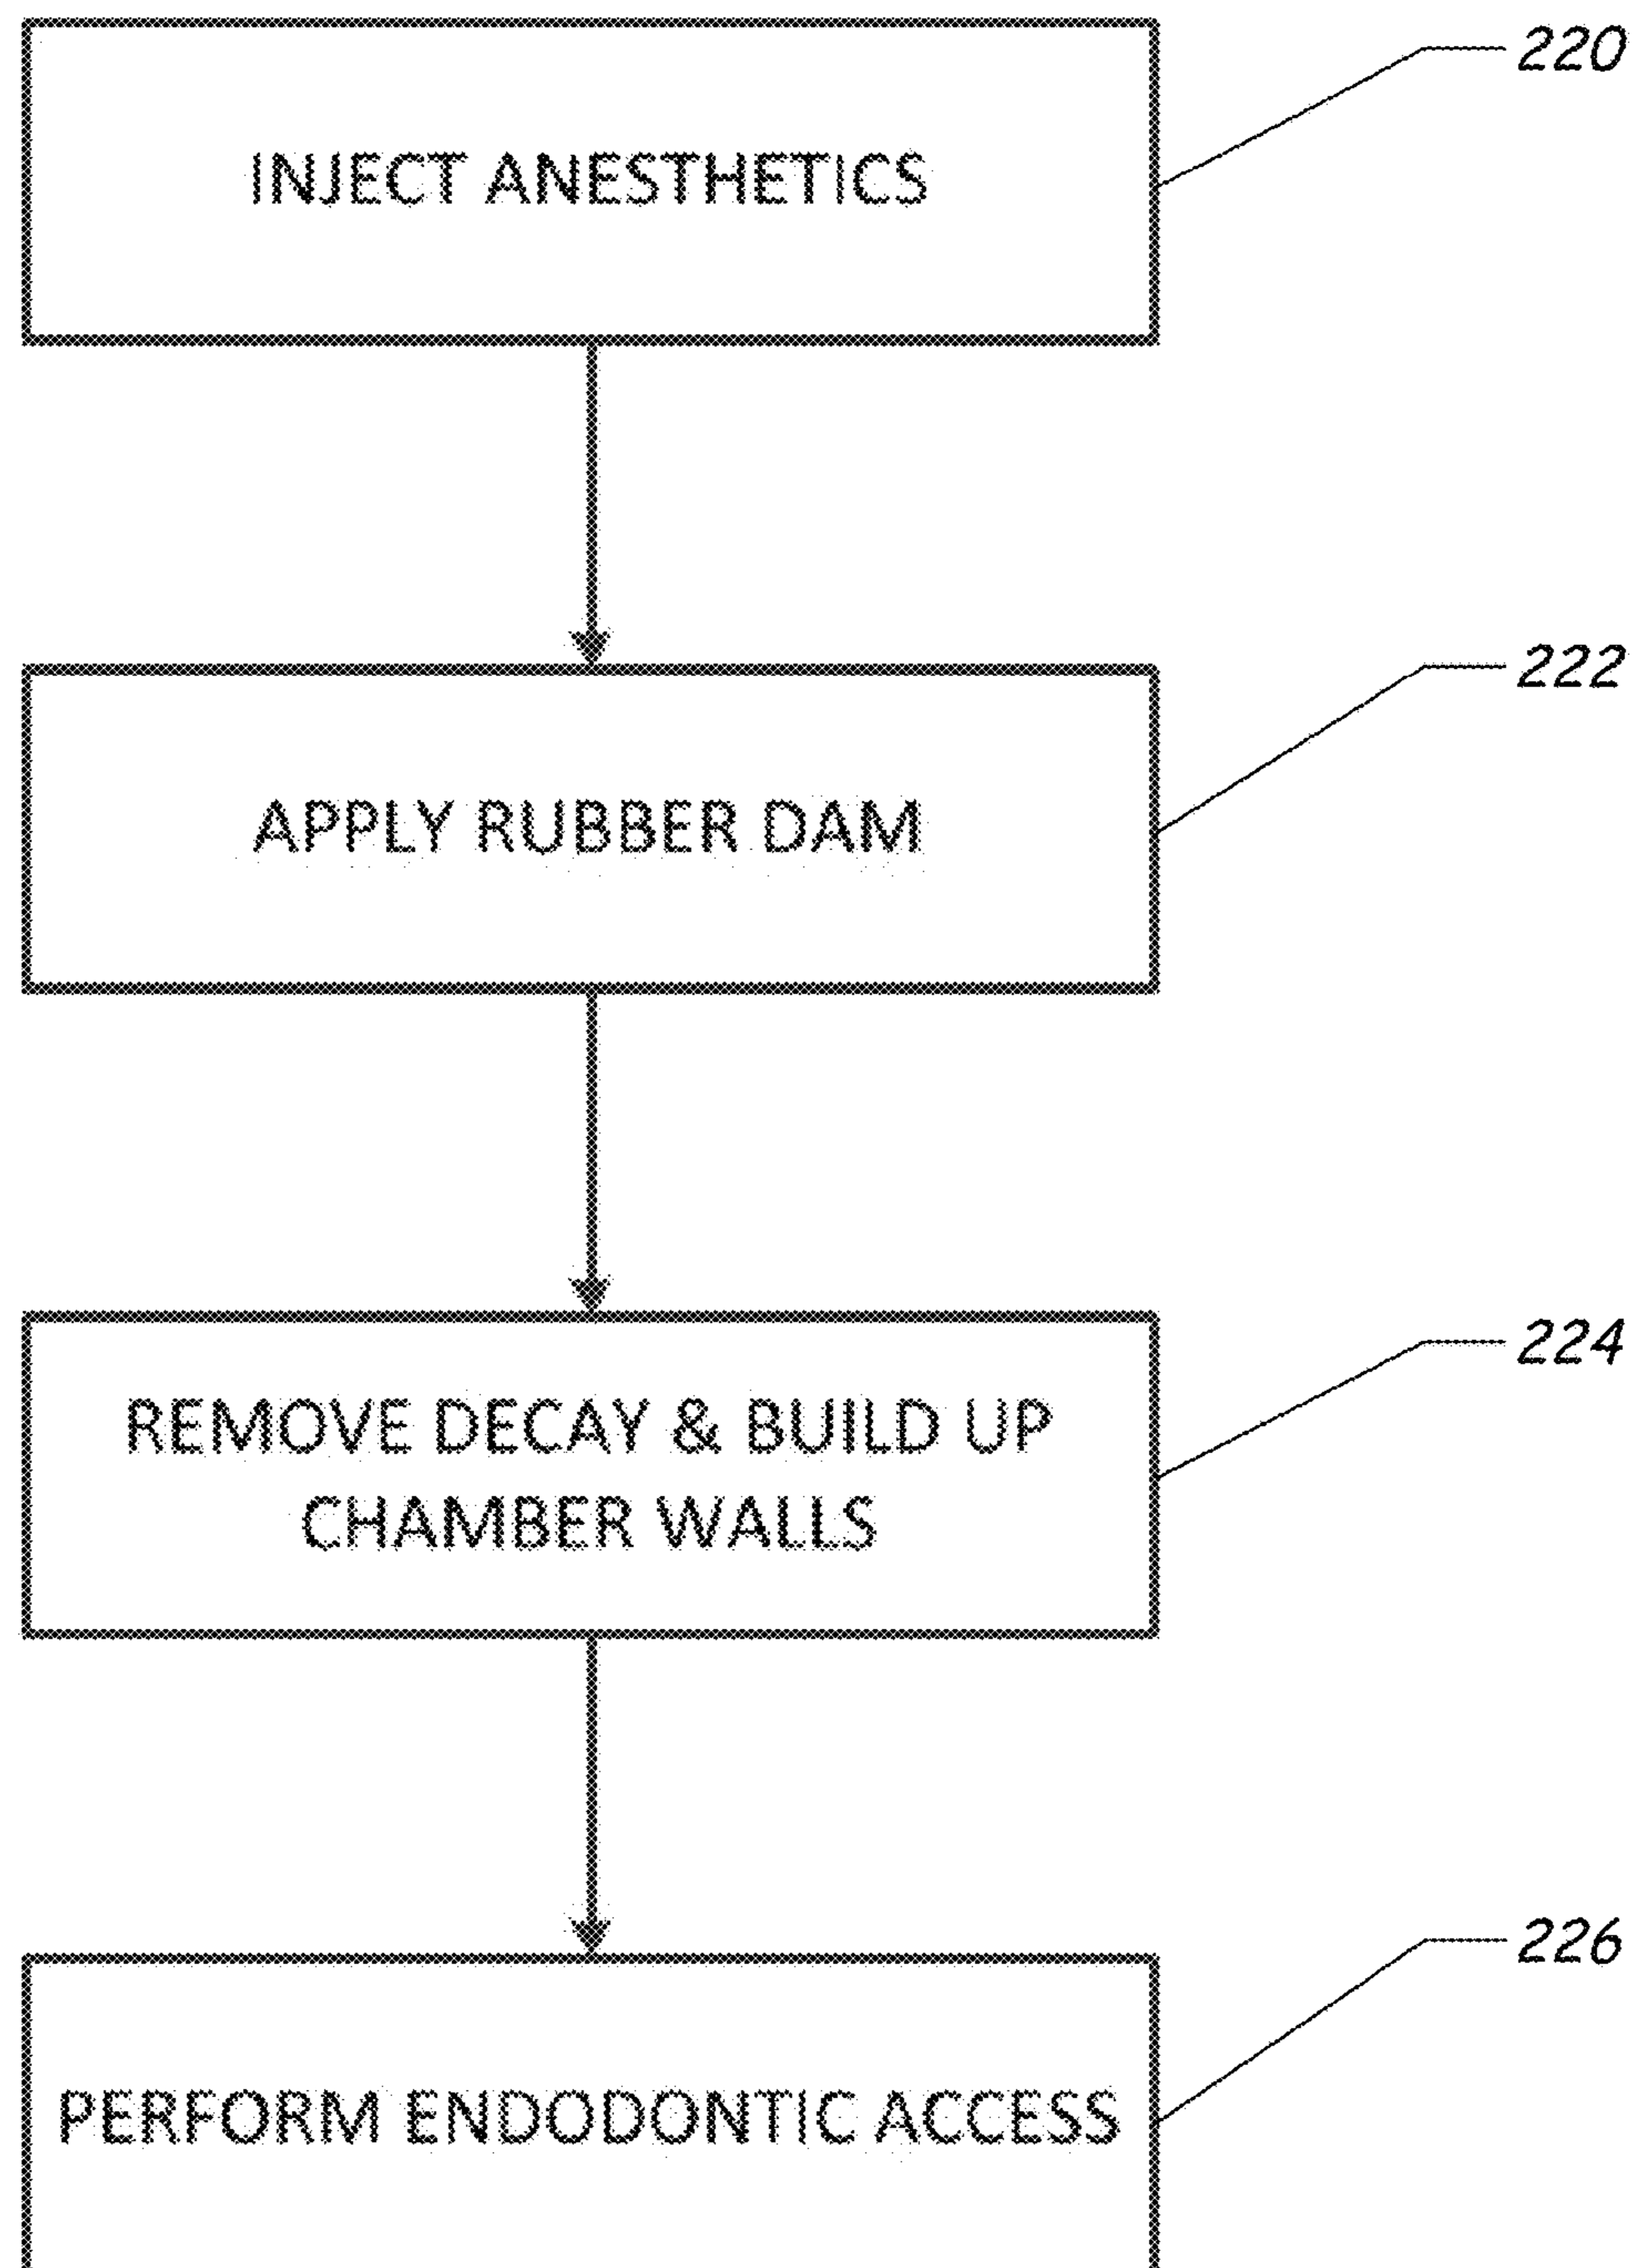 INJECT ANESTHETICS
220
APPLY RUBBER DAM
222
REMOVE DECAY & BUILD UP
CHAMBER WALLS
224
PERFORM ENDODONTIC ACCESS
226